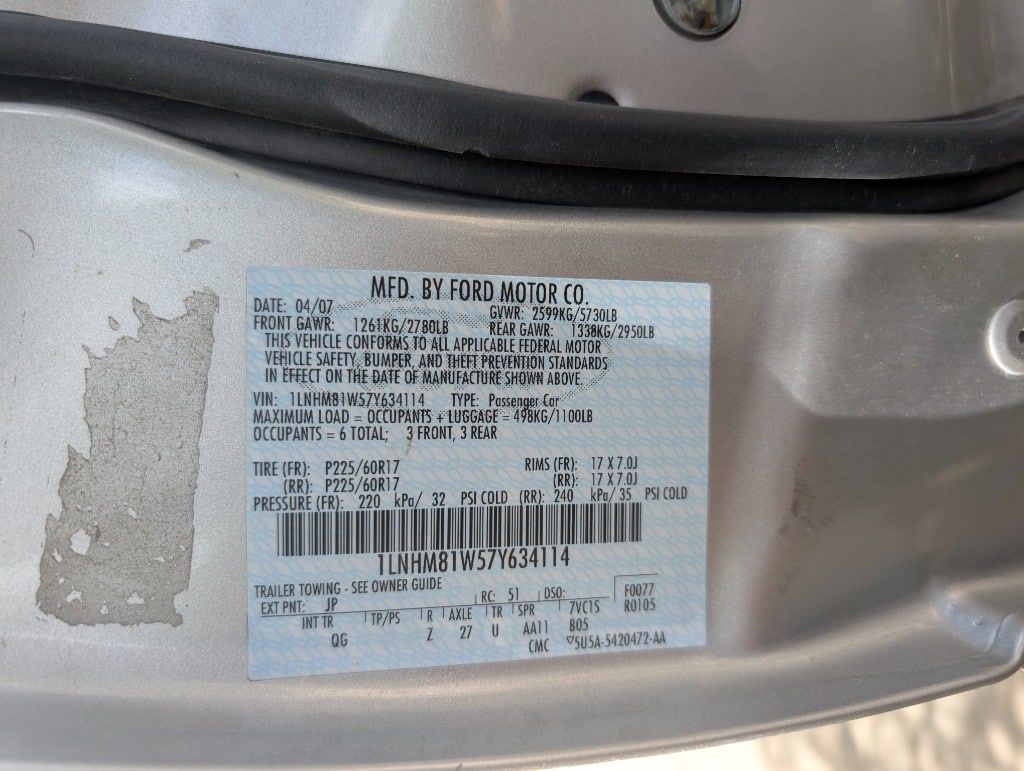 MFD. BY FORD MOTOR CO.
DATE: 04/07 GVWR: 2599KG/5730LB
FRONT GAWR: 1261KG/2780LB REAR GAWR: 1338KG/2950LB
THIS VEHICLE CONFORMS TO ALL APPLICABLE FEDERAL MOTOR
VEHICLE SAFETY, BUMPER, AND THEFT PREVENTION STANDARDS
IN EFFECT ON THE DATE OF MANUFACTURE SHOWN ABOVE.
VIN: 1LNHM81W57Y634114 TYPE: Passenger Car
MAXIMUM LOAD = OCCUPANTS + LUGGAGE = 498KG/1100LB
OCCUPANTS = 6 TOTAL; 3 FRONT, 3 REAR
TIRE (FR): P225/60R17 RIMS (FR): 17 X 7.0J
(RR): P225/60R17 (RR): 17 X 7.0J
PRESSURE (FR): 220 kPa/ 32 PSI COLD (RR): 240 kPa/ 35 PSI COLD
1LNHM81W57Y634114
TRAILER TOWING - SEE OWNER GUIDE
EXT PNT: JP RC: 51 DSO: F0077
INT TR TP/PS R AXLE TR SPR 7VC1S R0105
QG Z 27 U AA11 B05
CMC 5U5A-5420472-AA